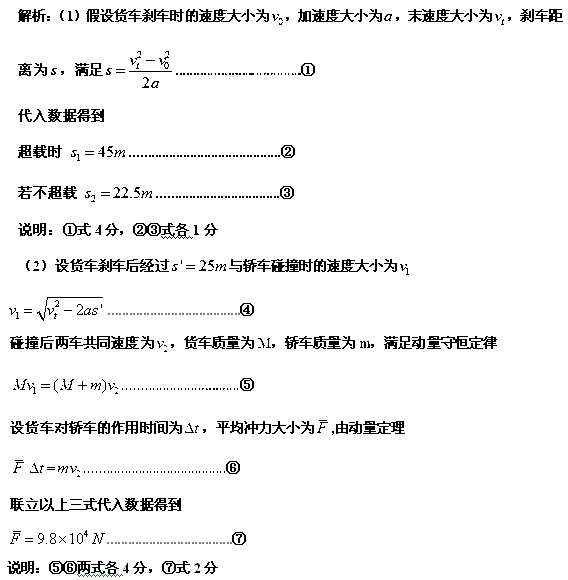 解析：（1）假设货车刹车时的速度大小为v₀，加速度大小为a，末速度大小为vₜ，刹车距
离为s，满足s = (vₜ² − v₀²) / 2a ……………………………①
代入数据得到
超载时 s₁ = 45m ……………………………………②
若不超载 s₂ = 22.5m ……………………………③
说明：①式 4 分，②③式各 1 分
（2）设货车刹车后经过s' = 25m与轿车碰撞时的速度大小为v₁
v₁ = √(vₜ² − 2as') ……………………………④
碰撞后两车共同速度为v₂，货车质量为 M，轿车质量为 m，满足动量守恒定律
Mv₁ = (M + m)v₂ ……………………………⑤
设货车对轿车的作用时间为Δt，平均冲力大小为F̅ ,由动量定理
F̅ Δt = mv₂ ………………………………⑥
联立以上三式代入数据得到
F̅ = 9.8×10⁴ N ……………………………⑦
说明：⑤⑥两式各 4 分，⑦式 2 分